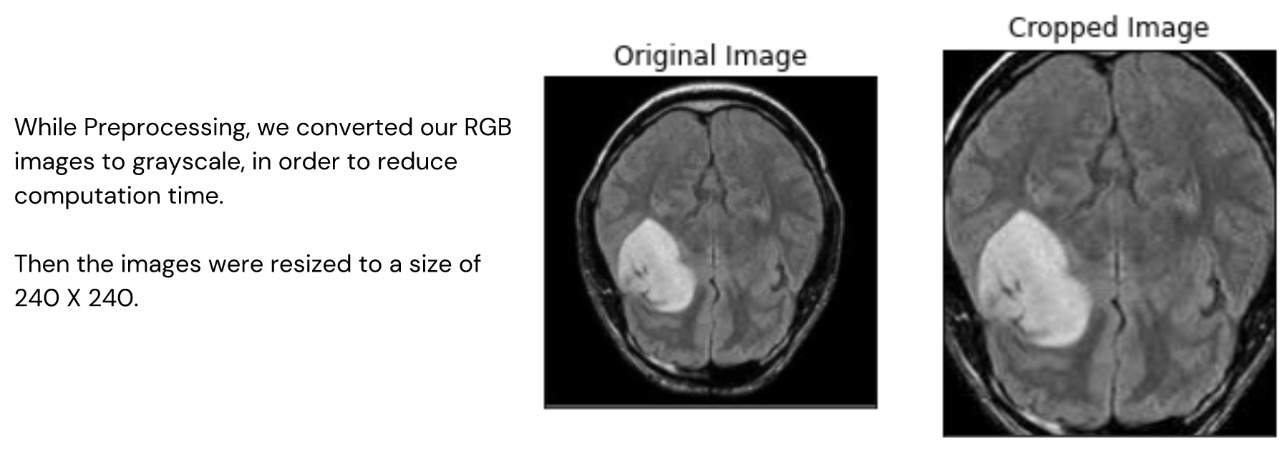 While Preprocessing, we converted our RGB
images to grayscale, in order to reduce
computation time.
Then the images were resized to a size of
240 X 240.
Original Image
Cropped Image